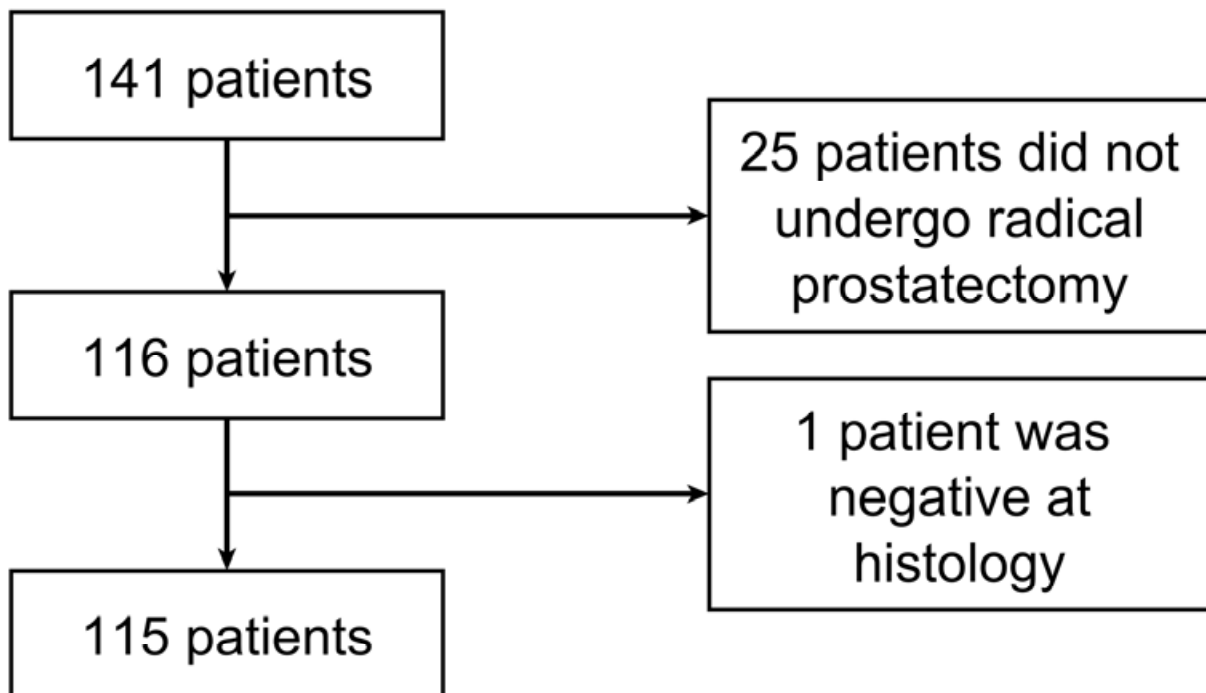 141 patients
25 patients did not
undergo radical
prostatectomy
116 patients
1 patient was
negative at
histology
115 patients